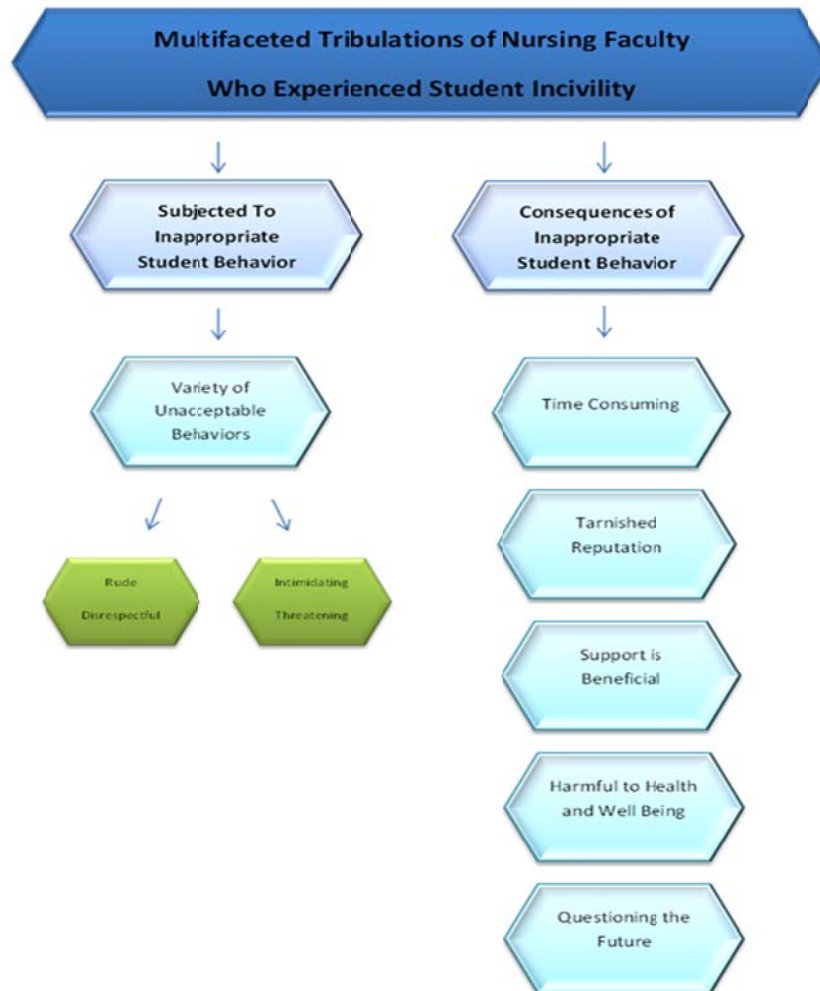 Multifaceted Tribulations of Nursing Faculty
Who Experienced Student Incivility
Subjected To
Inappropriate
Student Behavior
Consequences of
Inappropriate
Student Behavior
Variety of
Unacceptable
Behaviors
Time Consuming
Tarnished
Reputation
Rude
Disrespectful
Intimidating
Threatening
Support is
Beneficial
Harmful to Health
and Well Being
Questioning the
Future